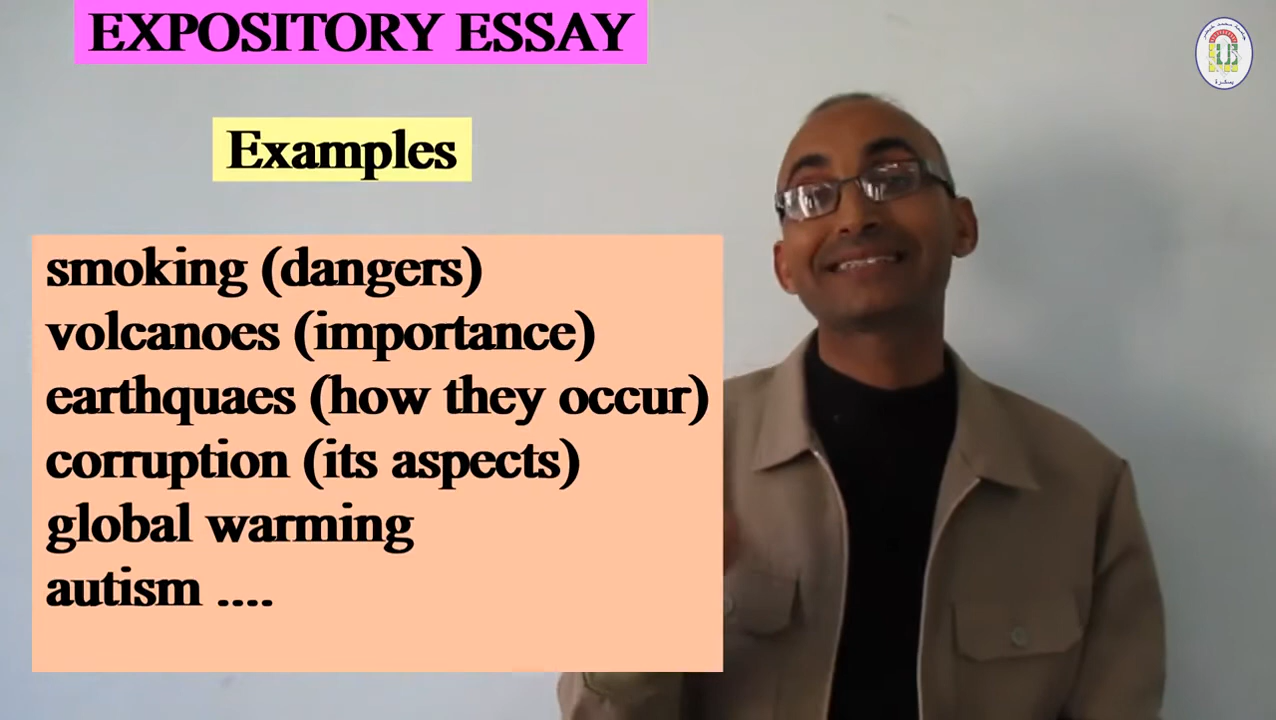 EXPOSITORY ESSAY
Examples
smoking (dangers)
volcanoes (importance)
earthquaes (how they occur)
corruption (its aspects)
global warming
autism ....